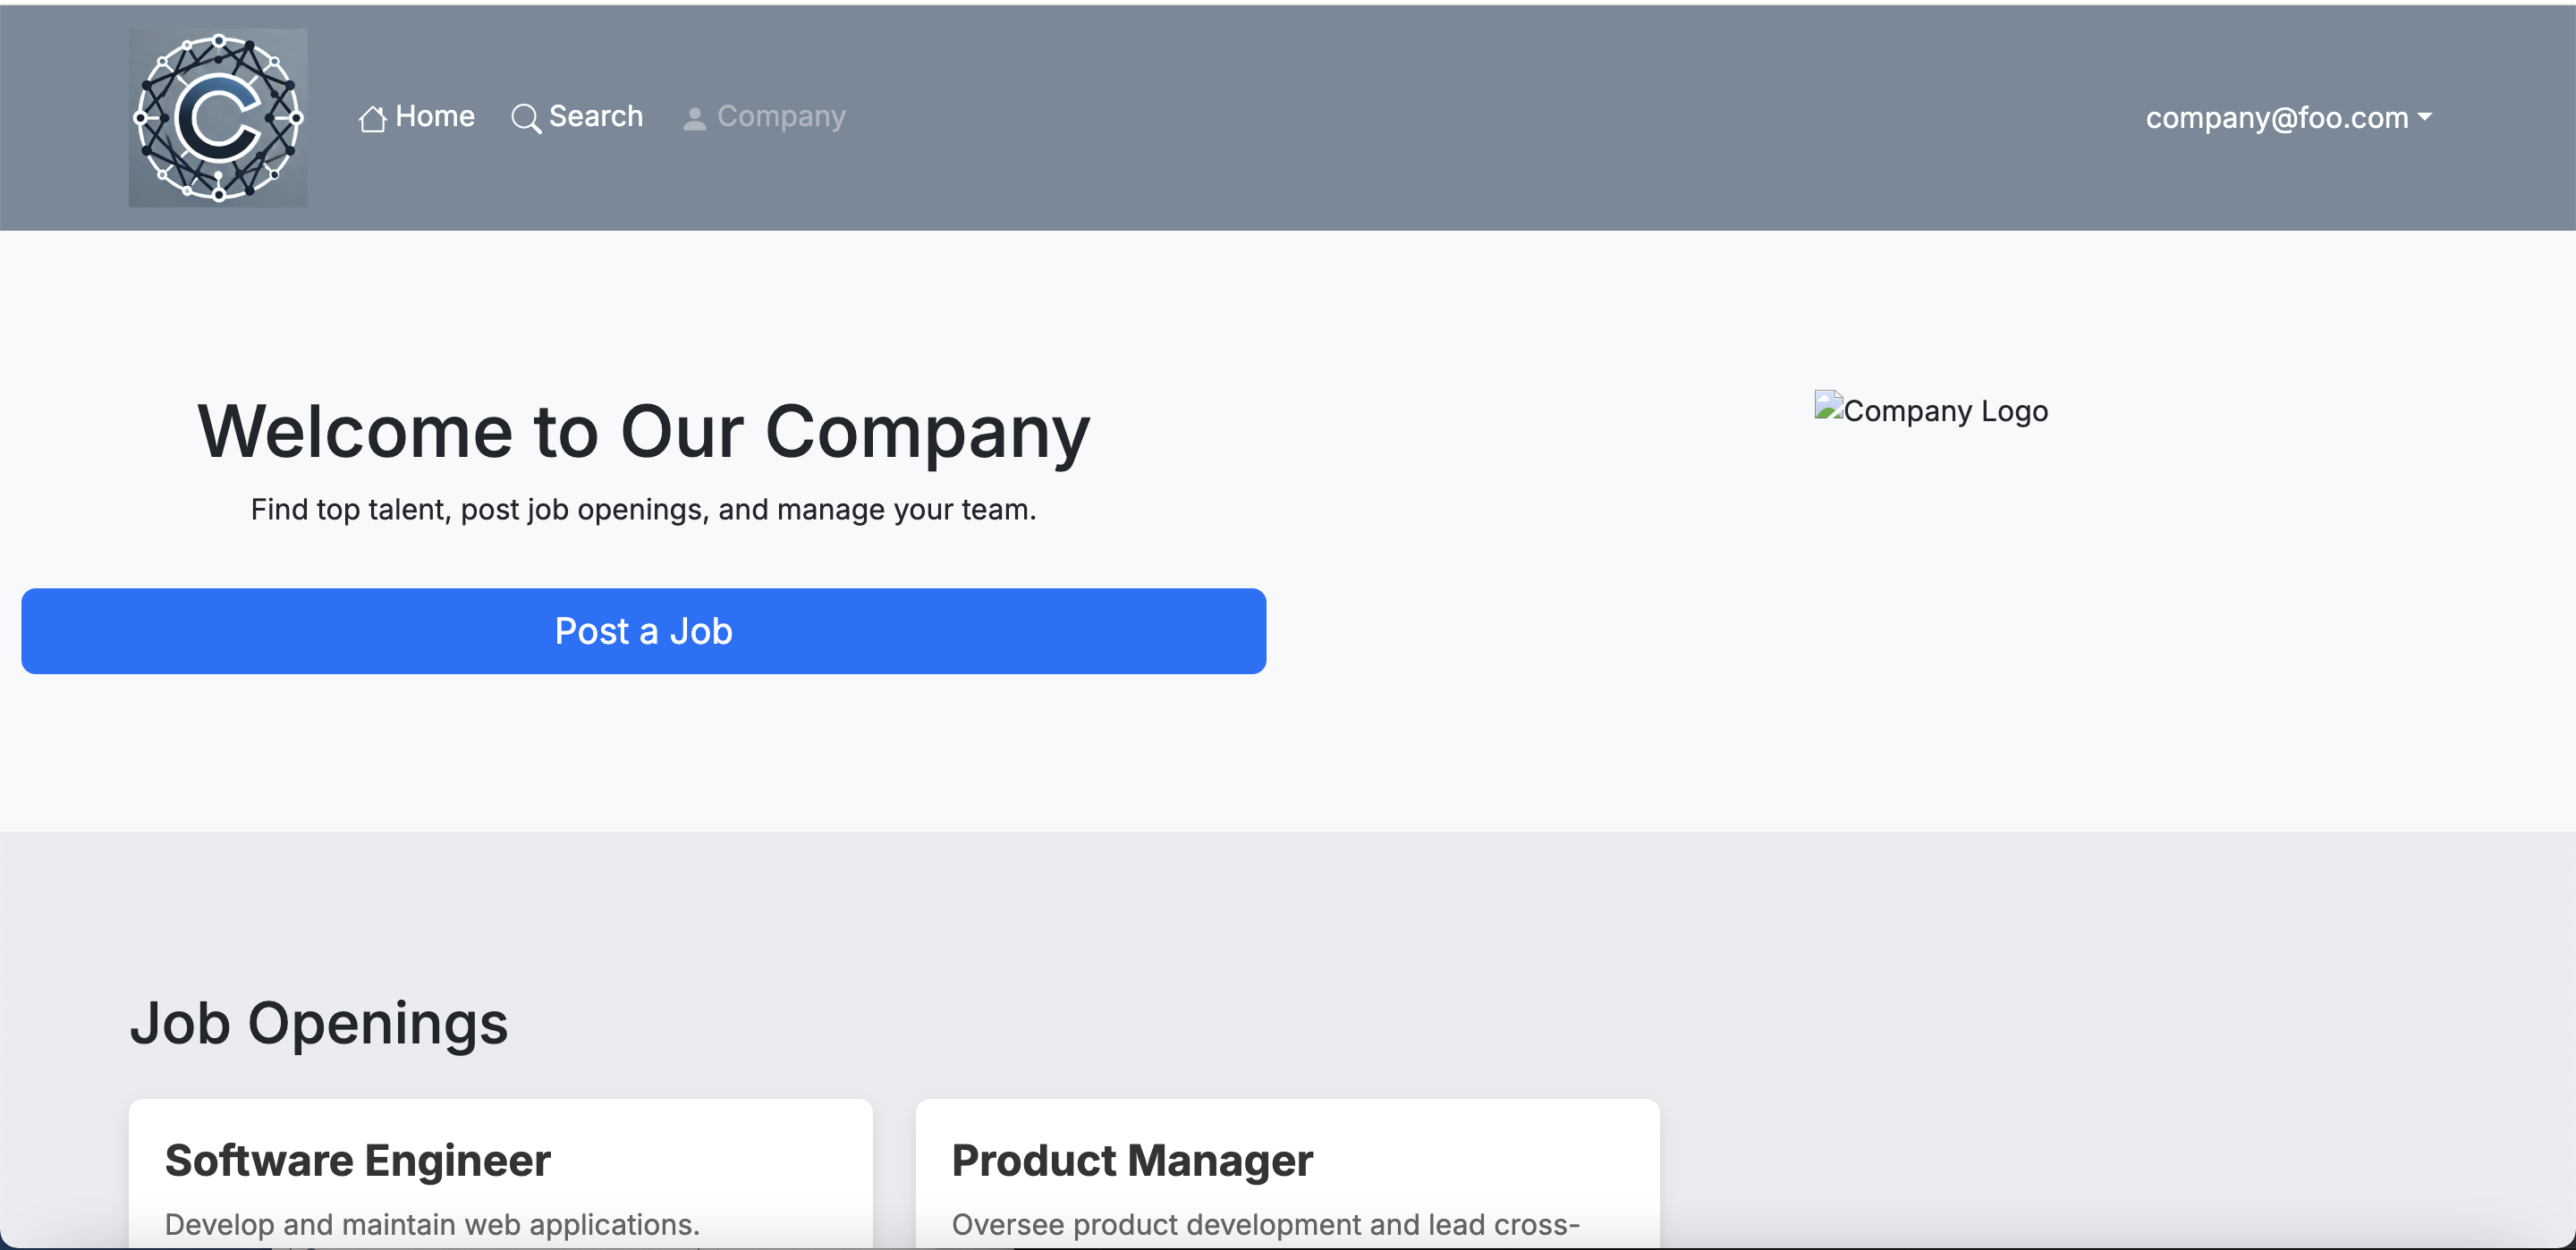 C
Home
Search
Company
company@foo.com
Welcome to Our Company
Company Logo
Find top talent, post job openings, and manage your team.
Post a Job
Job Openings
Software Engineer
Product Manager
Develop and maintain web applications.
Oversee product development and lead cross-